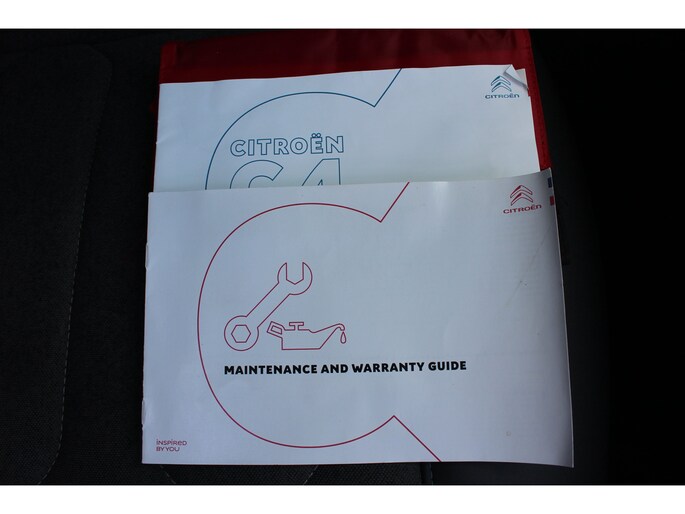 CITROËN
CITROËN
C4
CITROËN
MAINTENANCE AND WARRANTY GUIDE
INSPIRED
BY YOU